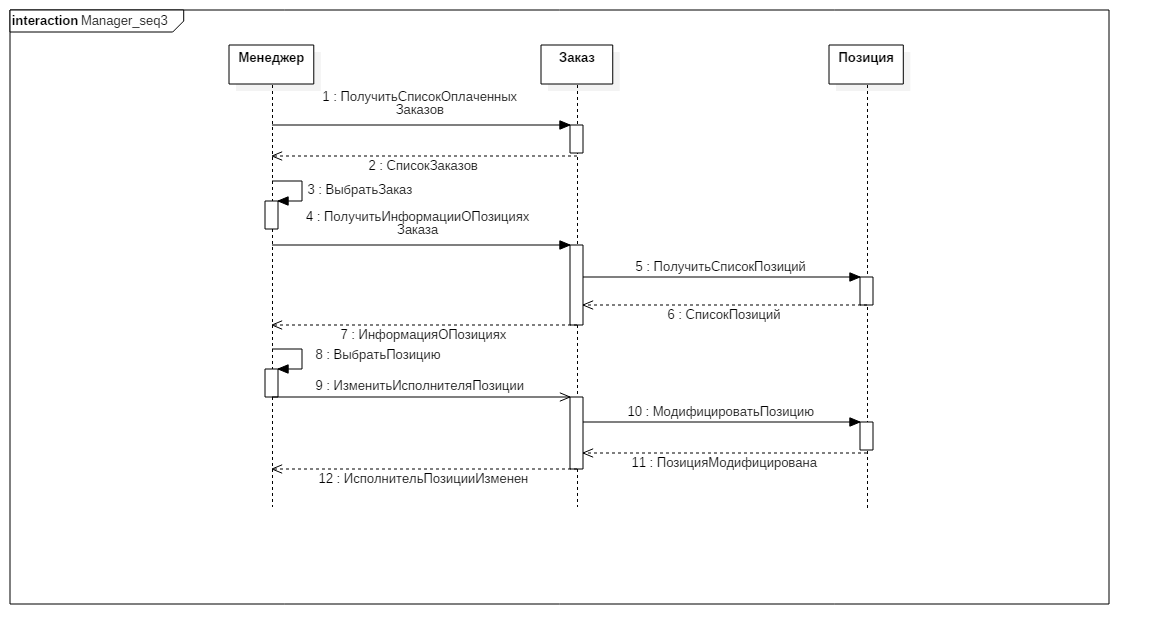 interaction Manager_seq3
Менеджер
Заказ
Позиция
1 : ПолучитьСписокОплаченных
Заказов
2 : СписокЗаказов
3 : ВыбратьЗаказ
4 : ПолучитьИнформацииОПозициях
Заказа
5 : ПолучитьСписокПозиций
6 : СписокПозиций
7 : ИнформацияОПозициях
8 : ВыбратьПозицию
9 : ИзменитьИсполнителяПозиции
10 : МодифицироватьПозицию
11 : ПозицияМодифицирована
12 : ИсполнительПозицииИзменен